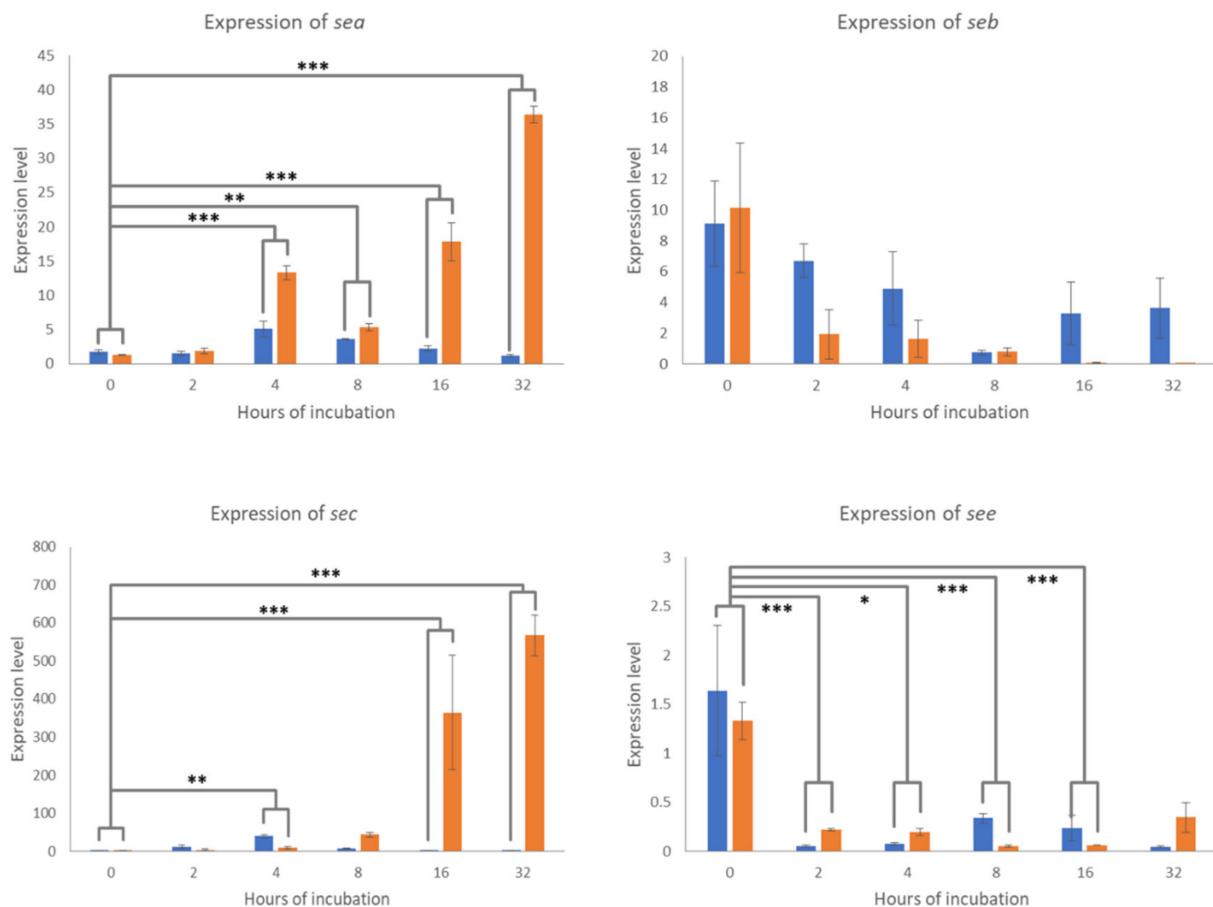 Expression of sea
45
40
35
30
25
20
15
10
5
0
Expression level
***
***
**
***
0 2 4 8 16 32
Hours of incubation
Expression of seb
20
18
16
14
12
10
8
6
4
2
0
Expression level
0 2 4 8 16 32
Hours of incubation
Expression of sec
800
700
600
500
400
300
200
100
0
Expression level
***
***
**
0 2 4 8 16 32
Hours of incubation
Expression of see
3
2.5
2
1.5
1
0.5
0
Expression level
*** * *** ***
0 2 4 8 16 32
Hours of incubation